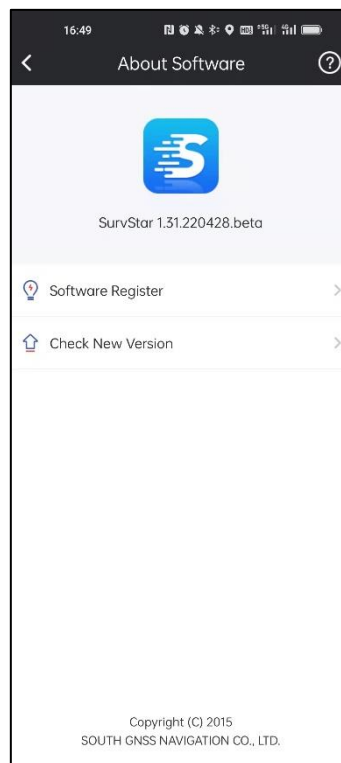 16:49
About Software
SurvStar 1.31.220428.beta
Software Register
Check New Version
Copyright (C) 2015
SOUTH GNSS NAVIGATION CO., LTD.